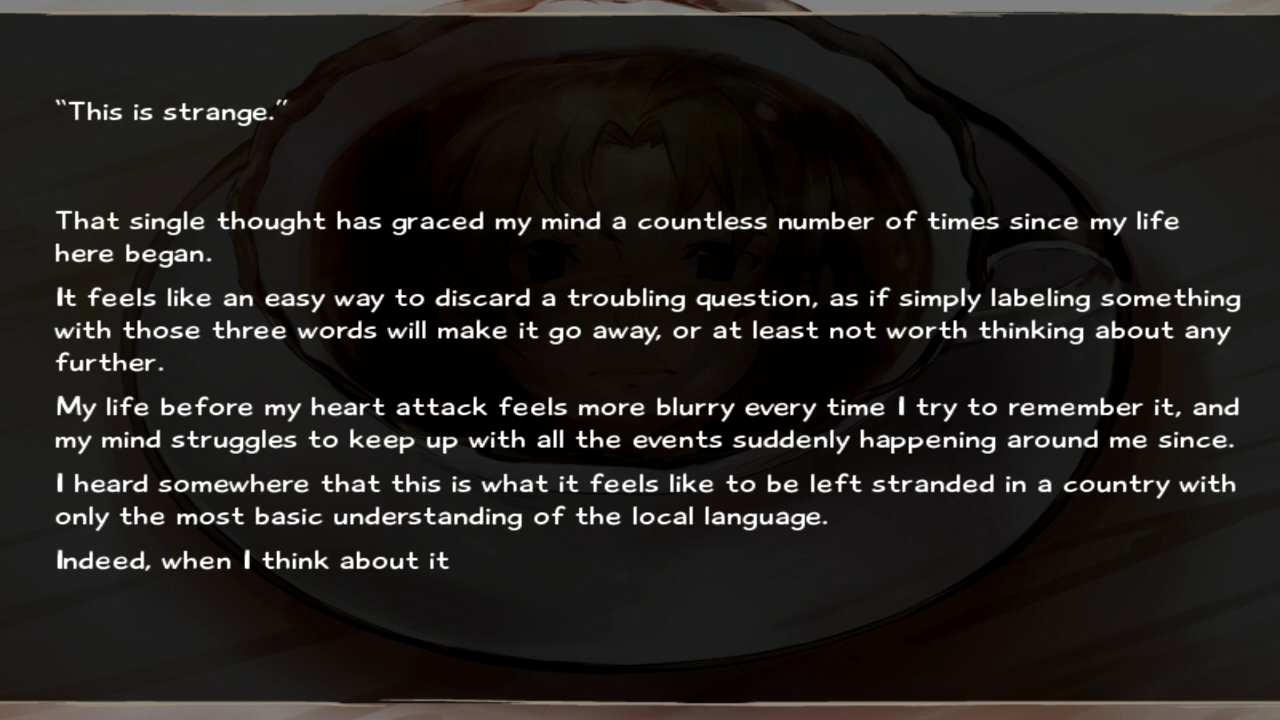 “This is strange.”
That single thought has graced my mind a countless number of times since my life
here began.
It feels like an easy way to discard a troubling question, as if simply labeling something
with those three words will make it go away, or at least not worth thinking about any
further.
My life before my heart attack feels more blurry every time I try to remember it, and
my mind struggles to keep up with all the events suddenly happening around me since.
I heard somewhere that this is what it feels like to be left stranded in a country with
only the most basic understanding of the local language.
Indeed, when I think about it